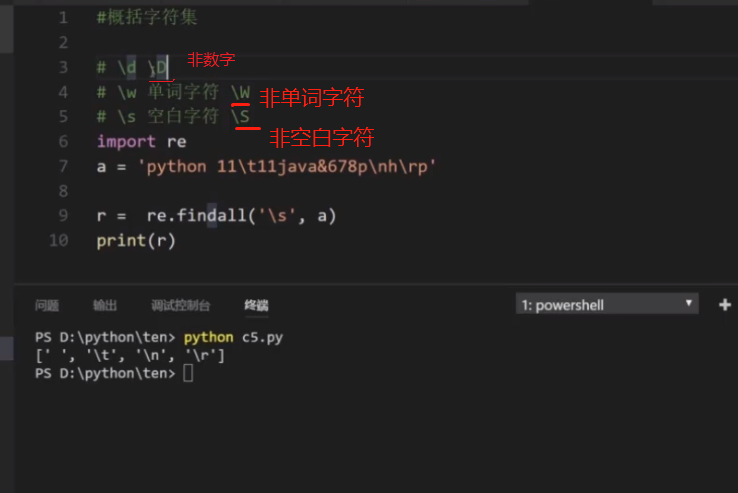 1 #概括字符集
2
3 # \d \D 非数字
4 # \w 单词字符 \W 非单词字符
5 # \s 空白字符 \S 非空白字符
6 import re
7 a = 'python 11\t11java&678p\nh\rp'
8
9 r =  re.findall('\s', a)
10 print(r)
问题 输出 调试控制台 终端 1: powershell
PS D:\python\ten> python c5.py
[' ', '\t', '\n', '\r']
PS D:\python\ten>